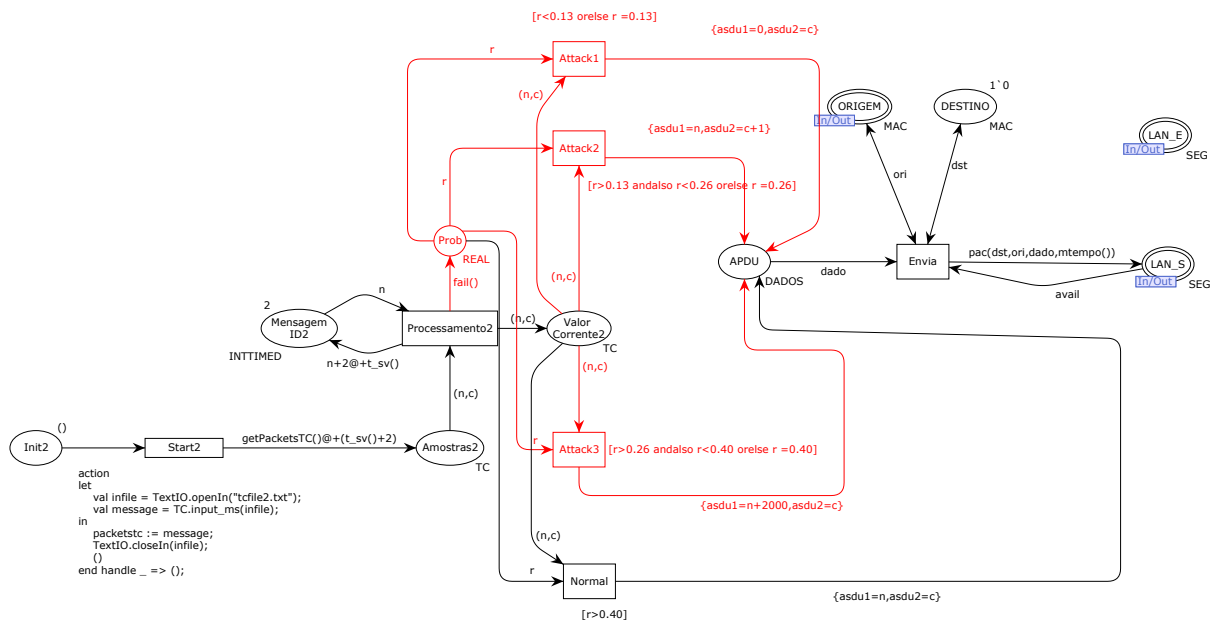 [r<0.13 orelse r =0.13]
{asdu1=0,asdu2=c}
r
Attack1
(n,c)
1`0
ORIGEM
In/Out
MAC
DESTINO
MAC
LAN_E
In/Out
SEG
{asdu1=n,asdu2=c+1}
Attack2
r
[r>0.13 andalso r<0.26 orelse r =0.26]
ori
dst
Prob
REAL
fail()
(n,c)
APDU
DADOS
dado
Envia
pac(dst,ori,dado,mtempo())
avail
LAN_S
In/Out
SEG
2
n
Mensagem
ID2
INTTIMED
n+2@+t_sv()
Processamento2
(n,c)
Valor
Corrente2
TC
(n,c)
(n,c)
Init2
()
Start2
getPacketsTC()@+(t_sv()+2)
Amostras2
TC
r
Attack3
[r>0.26 andalso r<0.40 orelse r =0.40]
{asdu1=n+2000,asdu2=c}
action
let
val infile = TextIO.openIn("tcfile2.txt");
val message = TC.input_ms(infile);
in
packetstc := message;
TextIO.closeIn(infile);
()
end handle _ => ();
(n,c)
r
Normal
[r>0.40]
{asdu1=n,asdu2=c}